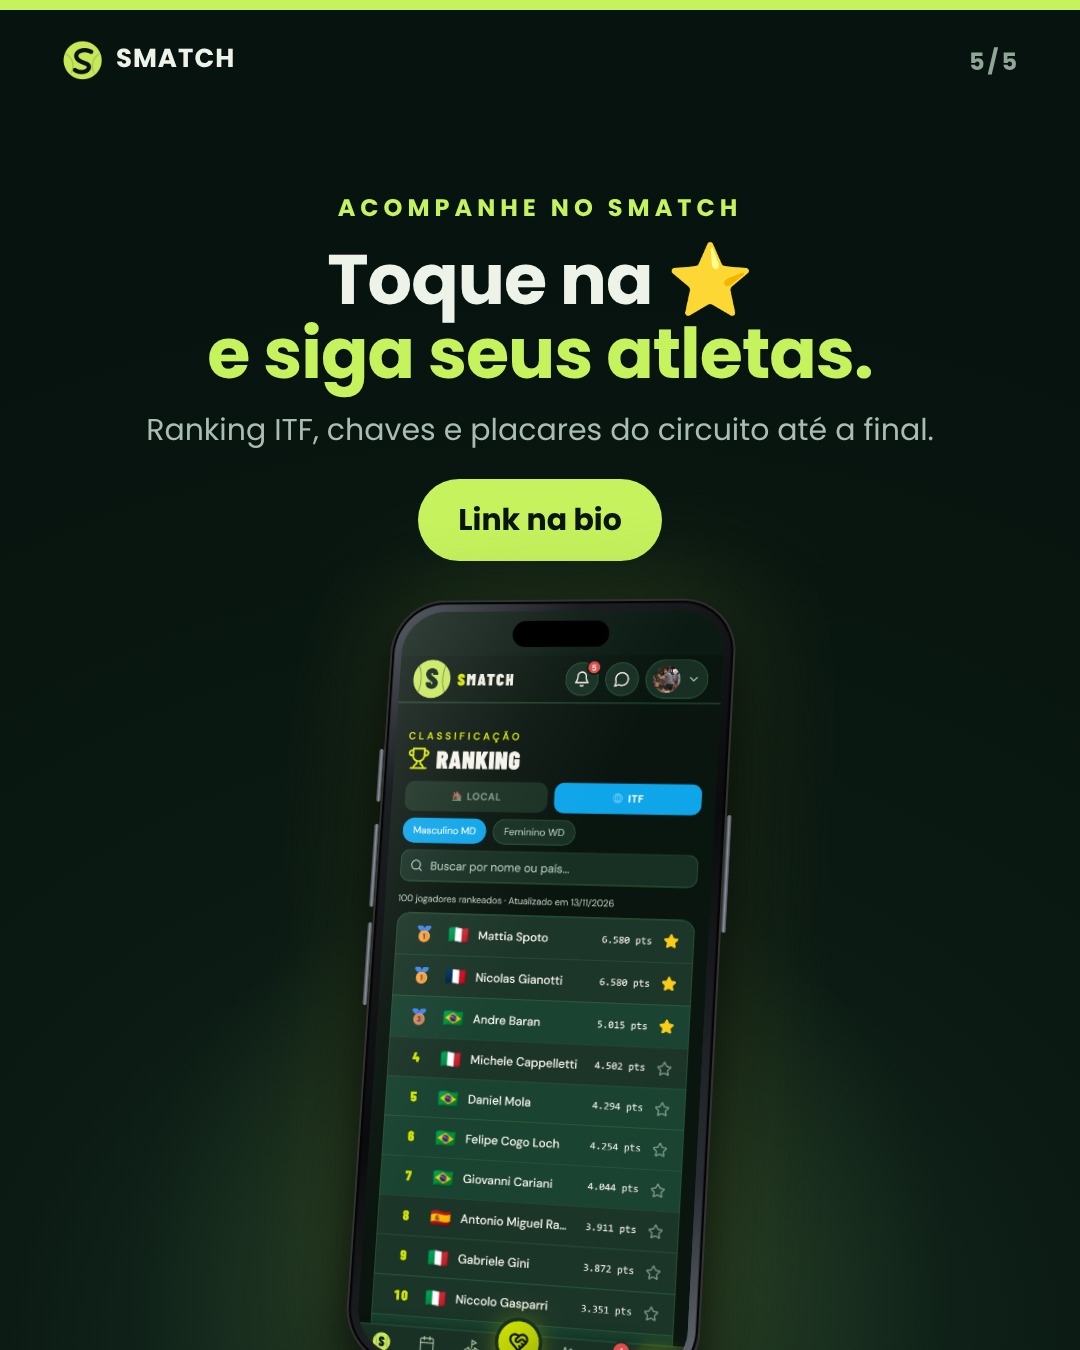 SMATCH
5/5
ACOMPANHE NO SMATCH
Toque na ⭐
e siga seus atletas.
Ranking ITF, chaves e placares do circuito até a final.
Link na bio
S SMATCH
5
CLASSIFICAÇÃO
RANKING
LOCAL
ITF
Masculino MD
Feminino WD
Buscar por nome ou país...
100 jogadores rankeados · Atualizado em 13/11/2026
Mattia Spoto 6.580 pts
Nicolas Gianotti 6.580 pts
Andre Baran 5.015 pts
4 Michele Cappelletti 4.502 pts
5 Daniel Mola 4.294 pts
6 Felipe Cogo Loch 4.254 pts
7 Giovanni Cariani 4.044 pts
8 Antonio Miguel Ra... 3.911 pts
9 Gabriele Gini 3.872 pts
10 Niccolo Gasparri 3.351 pts